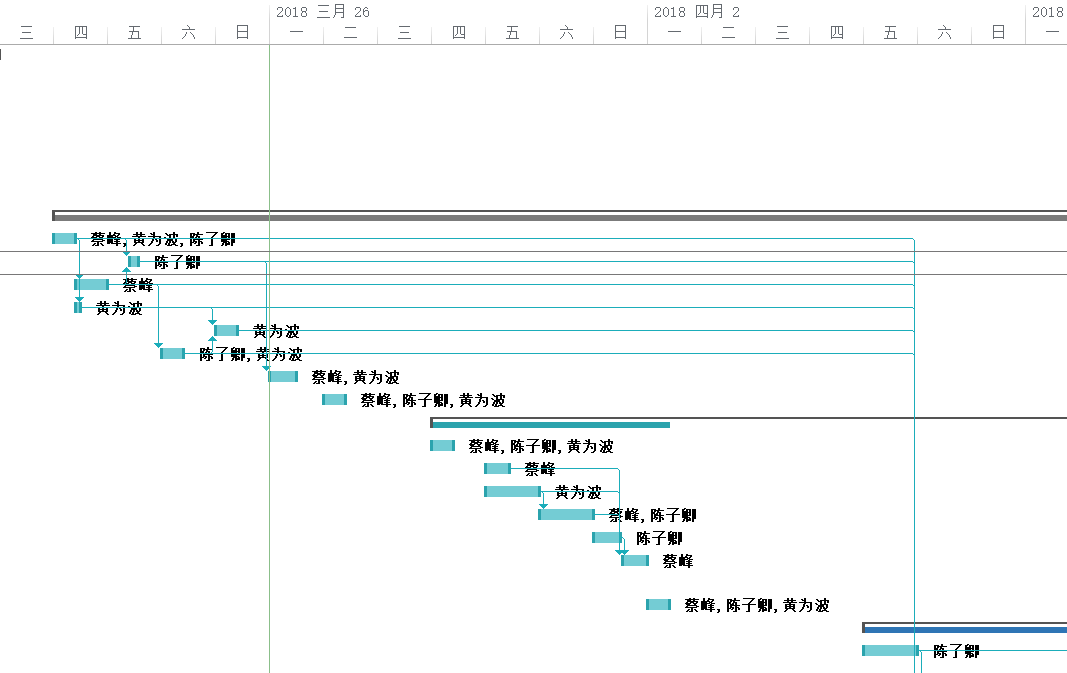 2018 三月 26 2018 四月 2 2018
三 四 五 六 日 一 二 三 四 五 六 日 一 二 三 四 五 六 日 一
蔡峰, 黄为波, 陈子卿
陈子卿
蔡峰
黄为波
黄为波
陈子卿, 黄为波
蔡峰, 黄为波
蔡峰, 陈子卿, 黄为波
蔡峰, 陈子卿, 黄为波
蔡峰
黄为波
蔡峰, 陈子卿
陈子卿
蔡峰
蔡峰, 陈子卿, 黄为波
陈子卿